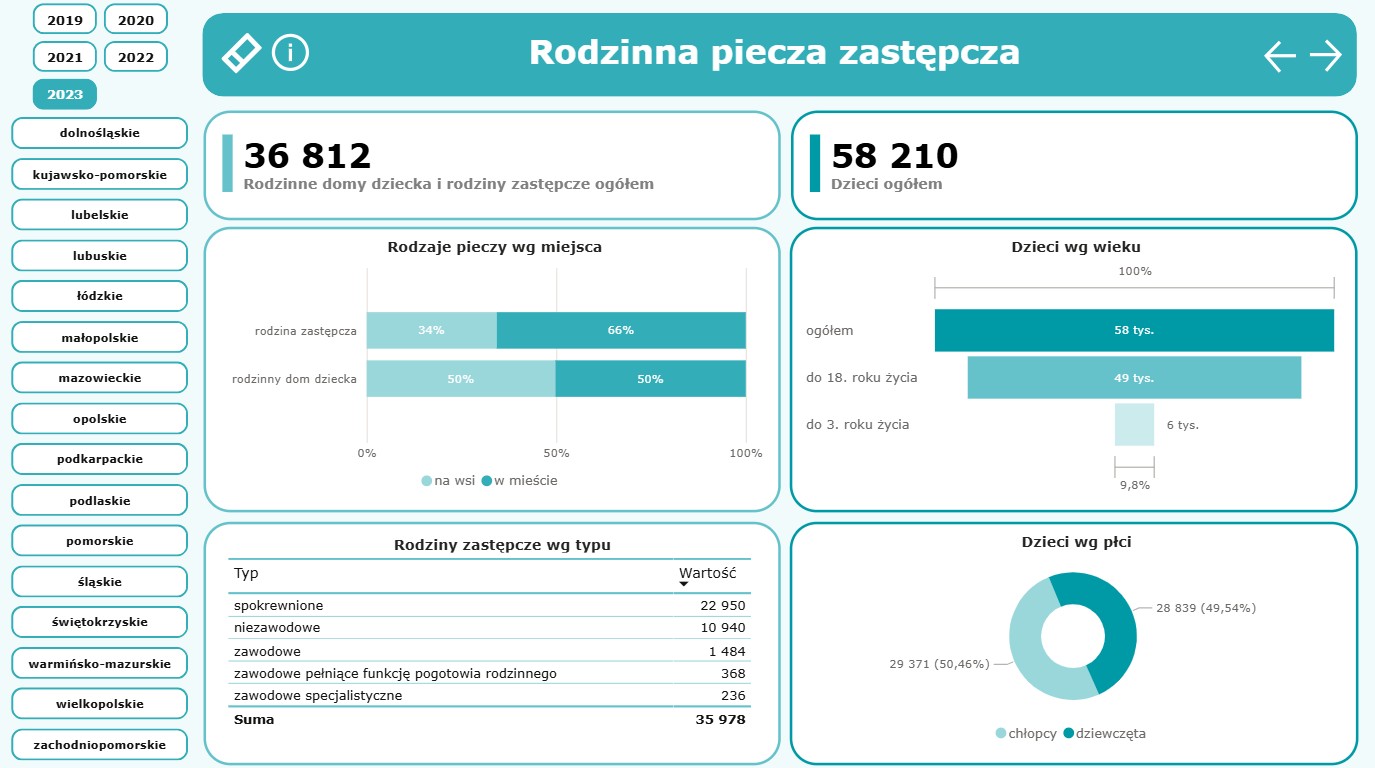 2019 2020
2021 2022
2023
dolnośląskie
kujawsko-pomorskie
lubelskie
lubuskie
łódzkie
małopolskie
mazowieckie
opolskie
podkarpackie
podlaskie
pomorskie
śląskie
świętokrzyskie
warmińsko-mazurskie
wielkopolskie
zachodniopomorskie
Rodzinna piecza zastępcza
36 812
Rodzinne domy dziecka i rodziny zastępcze ogółem
58 210
Dzieci ogółem
Rodzaje pieczy wg miejsca
rodzina zastępcza 34% 66%
rodzinny dom dziecka 50% 50%
0% 50% 100%
na wsi w mieście
Dzieci wg wieku
100%
ogółem 58 tys.
do 18. roku życia 49 tys.
do 3. roku życia 6 tys.
9,8%
Rodziny zastępcze wg typu
Typ Wartość
spokrewnione 22 950
niezawodowe 10 940
zawodowe 1 484
zawodowe pełniące funkcję pogotowia rodzinnego 368
zawodowe specjalistyczne 236
Suma 35 978
Dzieci wg płci
28 839 (49,54%)
29 371 (50,46%)
chłopcy dziewczęta